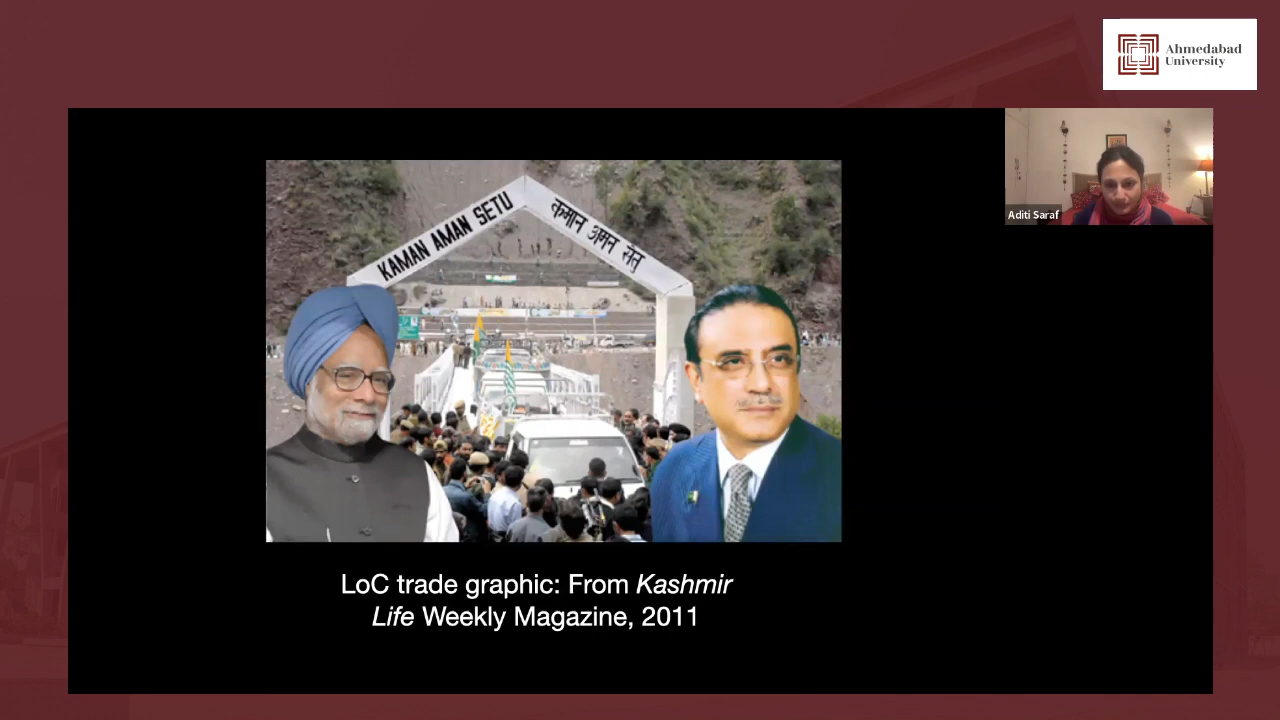 Ahmedabad
University
Aditi Saraf
KAMAN AMAN SETU
कमान अमन सेतु
LoC trade graphic: From Kashmir
Life Weekly Magazine, 2011